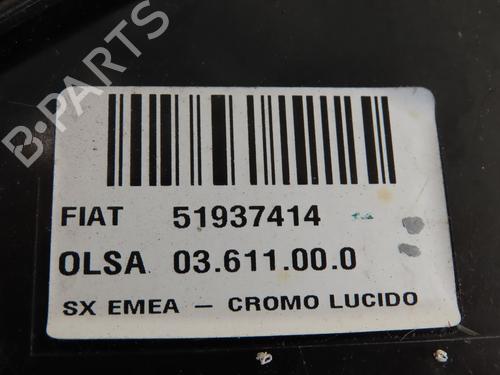 B-PARTS
FIAT 51937414
OLSA 03.611.00.0
SX EMEA – CROMO LUCIDO